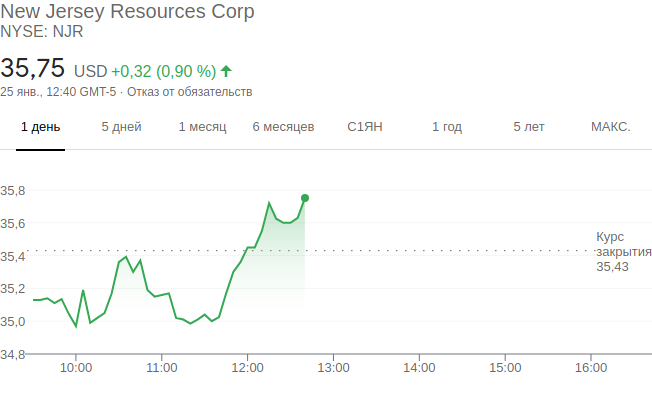 New Jersey Resources Corp
NYSE: NJR
35,75 USD +0,32 (0,90 %)
25 янв., 12:40 GMT-5 · Отказ от обязательств
1 день 5 дней 1 месяц 6 месяцев С1ЯН 1 год 5 лет МАКС.
35,8
35,6
Курс
закрытия
35,43
35,4
35,2
35,0
34,8
10:00 11:00 12:00 13:00 14:00 15:00 16:00